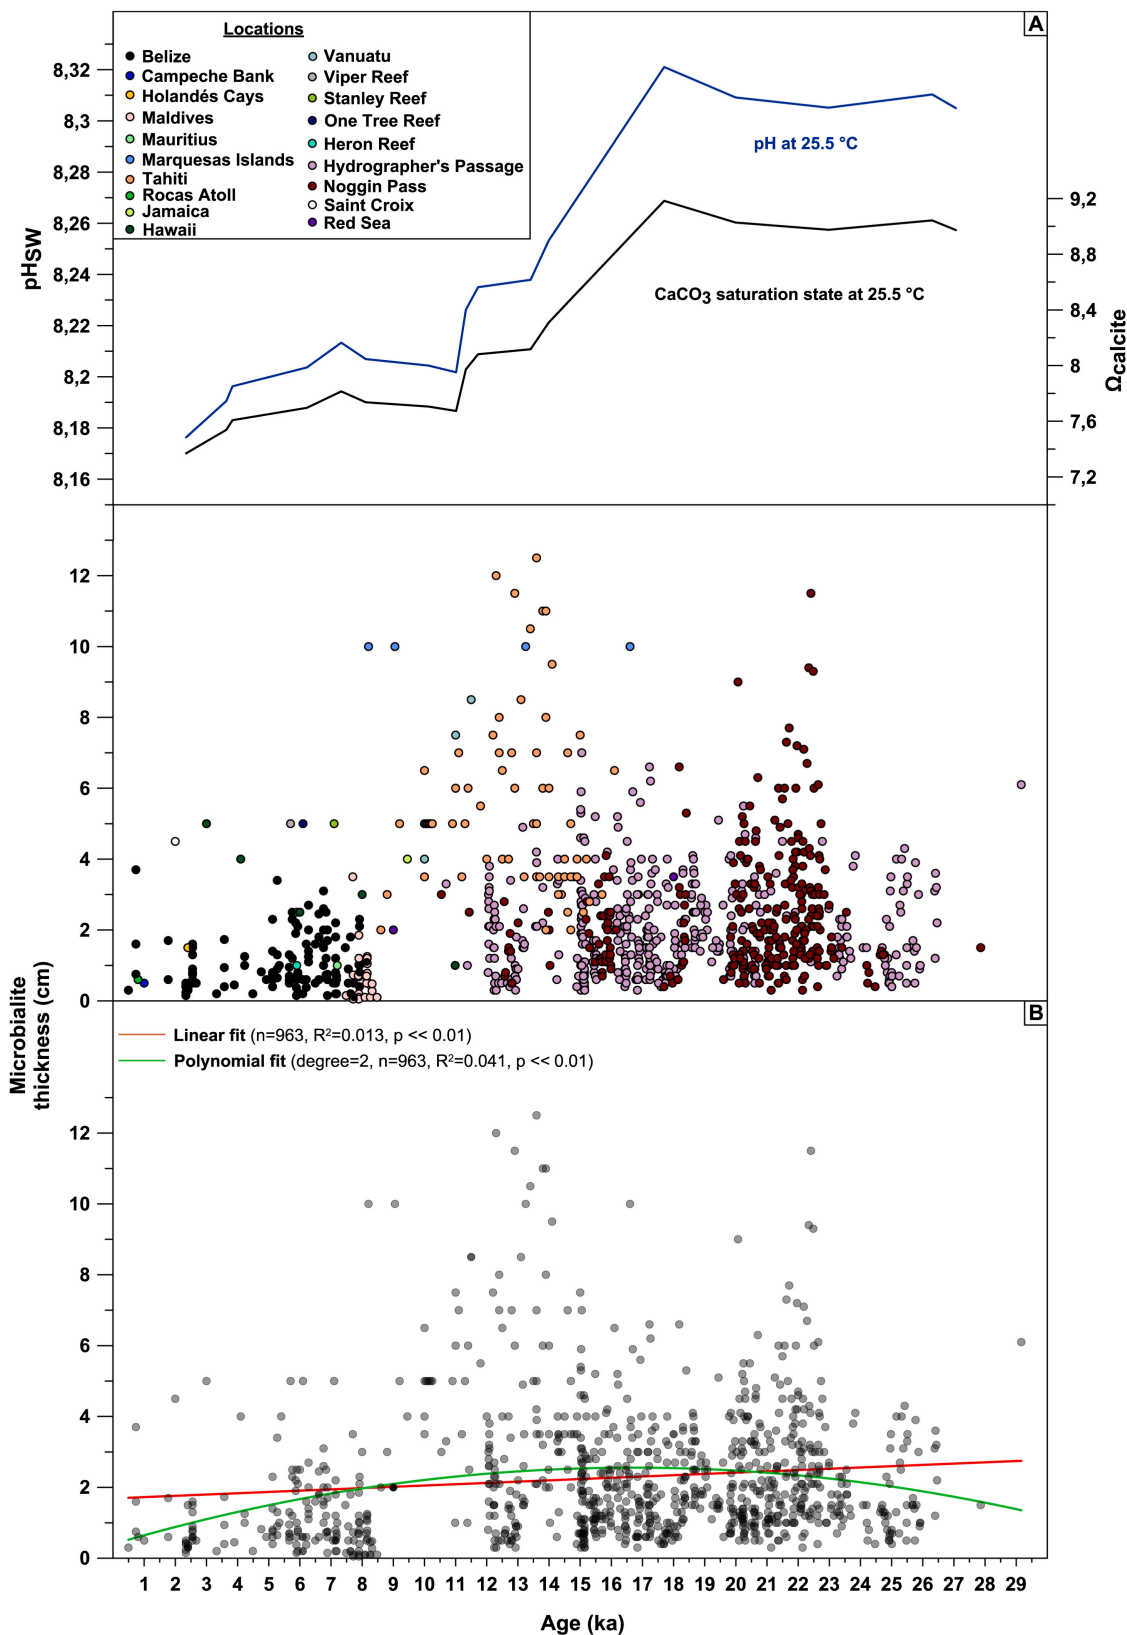 Locations
Belize
Campeche Bank
Holandés Cays
Maldives
Mauritius
Marquesas Islands
Tahiti
Rocas Atoll
Jamaica
Hawaii
Vanuatu
Viper Reef
Stanley Reef
One Tree Reef
Heron Reef
Hydrographer's Passage
Noggin Pass
Saint Croix
Red Sea
A
8,32
8,3
8,28
8,26
8,24
8,22
8,2
8,18
8,16
pHSW
pH at 25.5 °C
CaCO3 saturation state at 25.5 °C
9,2
8,8
8,4
8
7,6
7,2
Ωcalcite
12
10
8
6
4
2
0
Microbialite
thickness (cm)
B
Linear fit (n=963, R²=0.013, p << 0.01)
Polynomial fit (degree=2, n=963, R²=0.041, p << 0.01)
12
10
8
6
4
2
0
1 2 3 4 5 6 7 8 9 10 11 12 13 14 15 16 17 18 19 20 21 22 23 24 25 26 27 28 29
Age (ka)